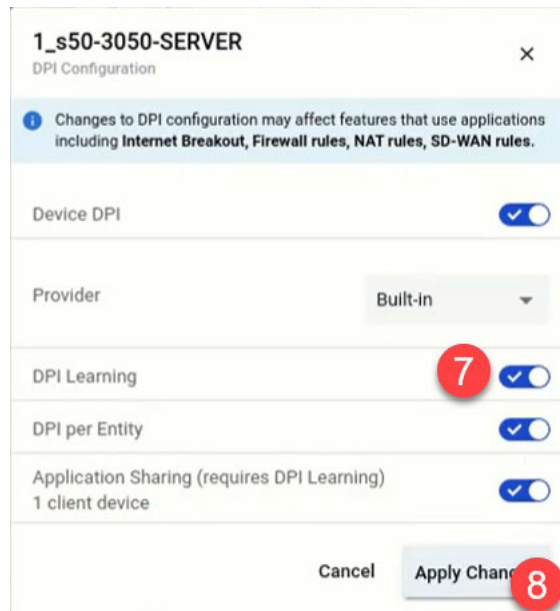 1_s50-3050-SERVER
DPI Configuration
Changes to DPI configuration may affect features that use applications
including Internet Breakout, Firewall rules, NAT rules, SD-WAN rules.
Device DPI
Provider
Built-in
DPI Learning
7
DPI per Entity
Application Sharing (requires DPI Learning)
1 client device
Cancel
Apply Chan
8